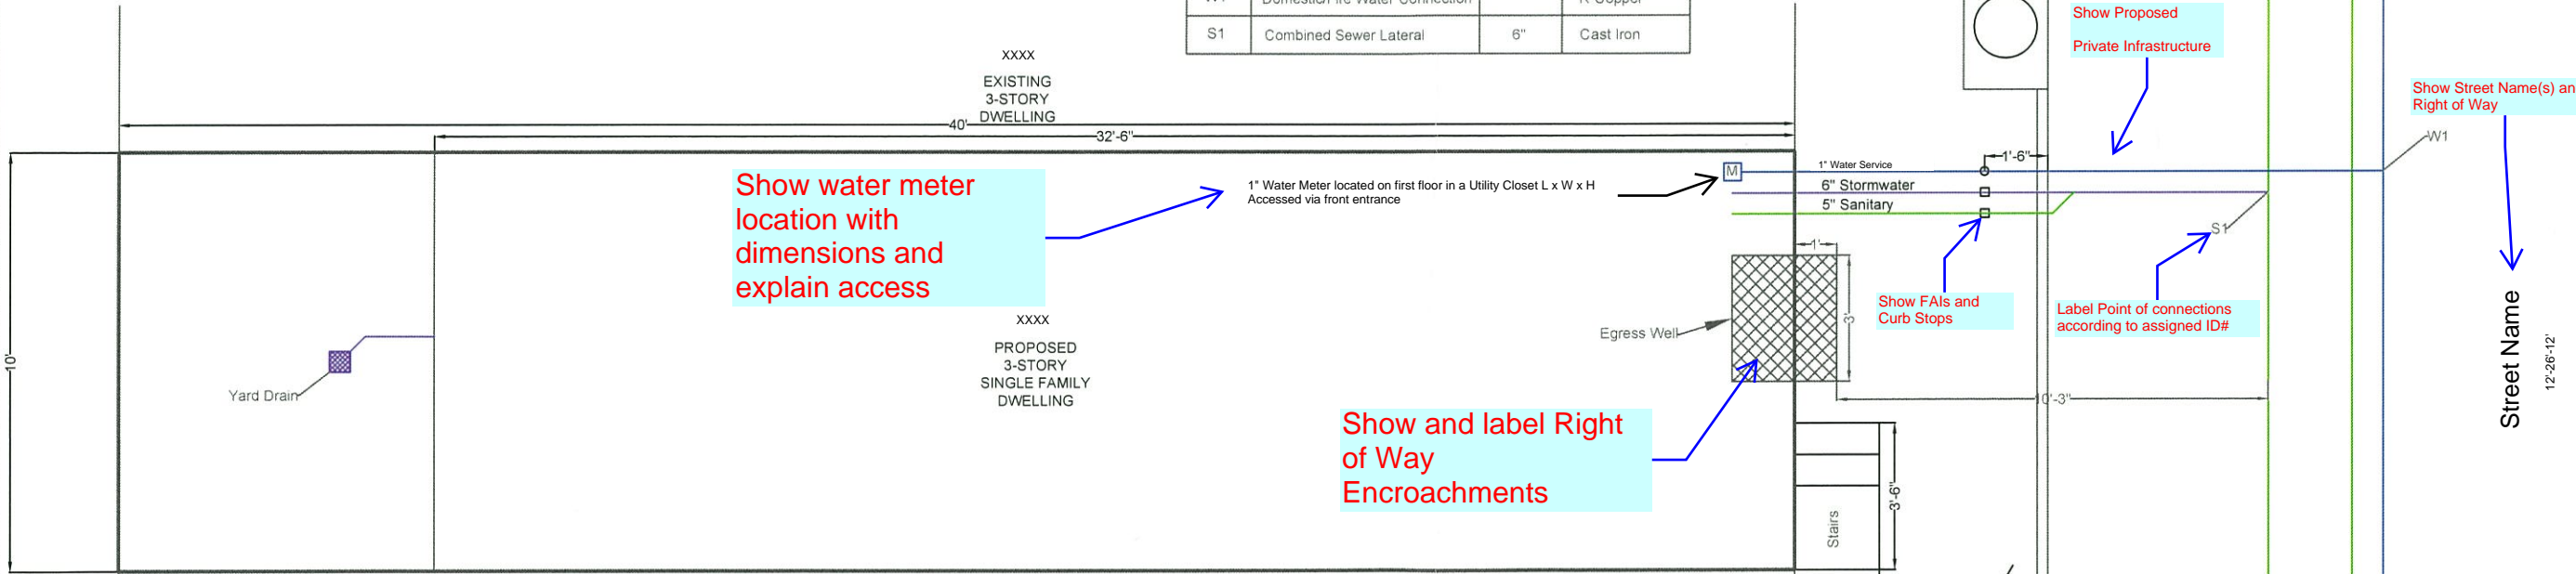 S1 Combined Sewer Lateral 6" Cast Iron
XXXX
EXISTING
3-STORY
DWELLING
40'
32'-6"
Show Proposed
Private Infrastructure
Show Street Name(s) an
Right of Way
W1
1'-6"
M
1" Water Service
6" Stormwater
5" Sanitary
Show water meter
location with
dimensions and
explain access
1" Water Meter located on first floor in a Utility Closet L x W x H
Accessed via front entrance
S1
1'
3'
Egress Well
Show FAIs and
Curb Stops
Label Point of connections
according to assigned ID#
Street Name
12'-26'-12'
10'
Yard Drain
XXXX
PROPOSED
3-STORY
SINGLE FAMILY
DWELLING
10'-3"
Show and label Right
of Way
Encroachments
Stairs
3'-6"